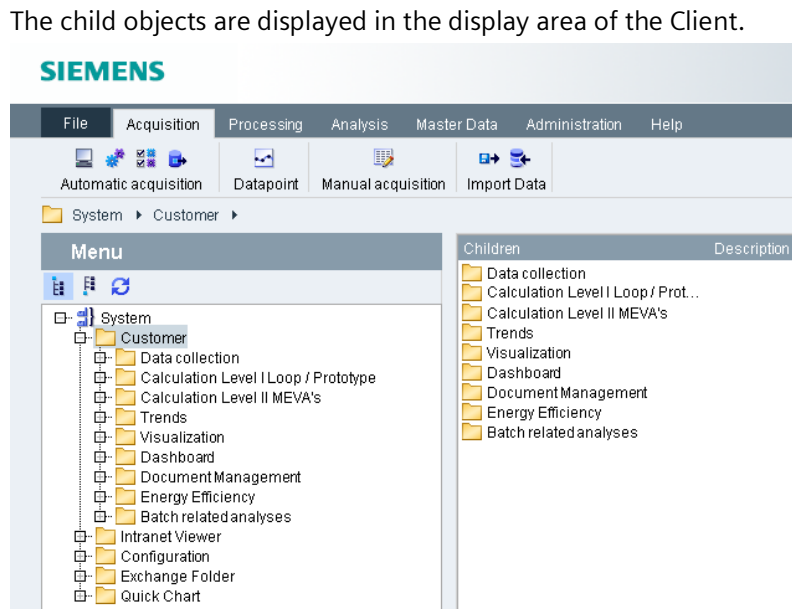 The child objects are displayed in the display area of the Client.
SIEMENS
File Acquisition Processing Analysis Master Data Administration Help
Automatic acquisition Datapoint Manual acquisition Import Data
System Customer
Menu
System
Customer
Data collection
Calculation Level I Loop / Prototype
Calculation Level II MEVA's
Trends
Visualization
Dashboard
Document Management
Energy Efficiency
Batch related analyses
Intranet Viewer
Configuration
Exchange Folder
Quick Chart
Children Description
Data collection
Calculation Level I Loop / Prot...
Calculation Level II MEVA's
Trends
Visualization
Dashboard
Document Management
Energy Efficiency
Batch related analyses